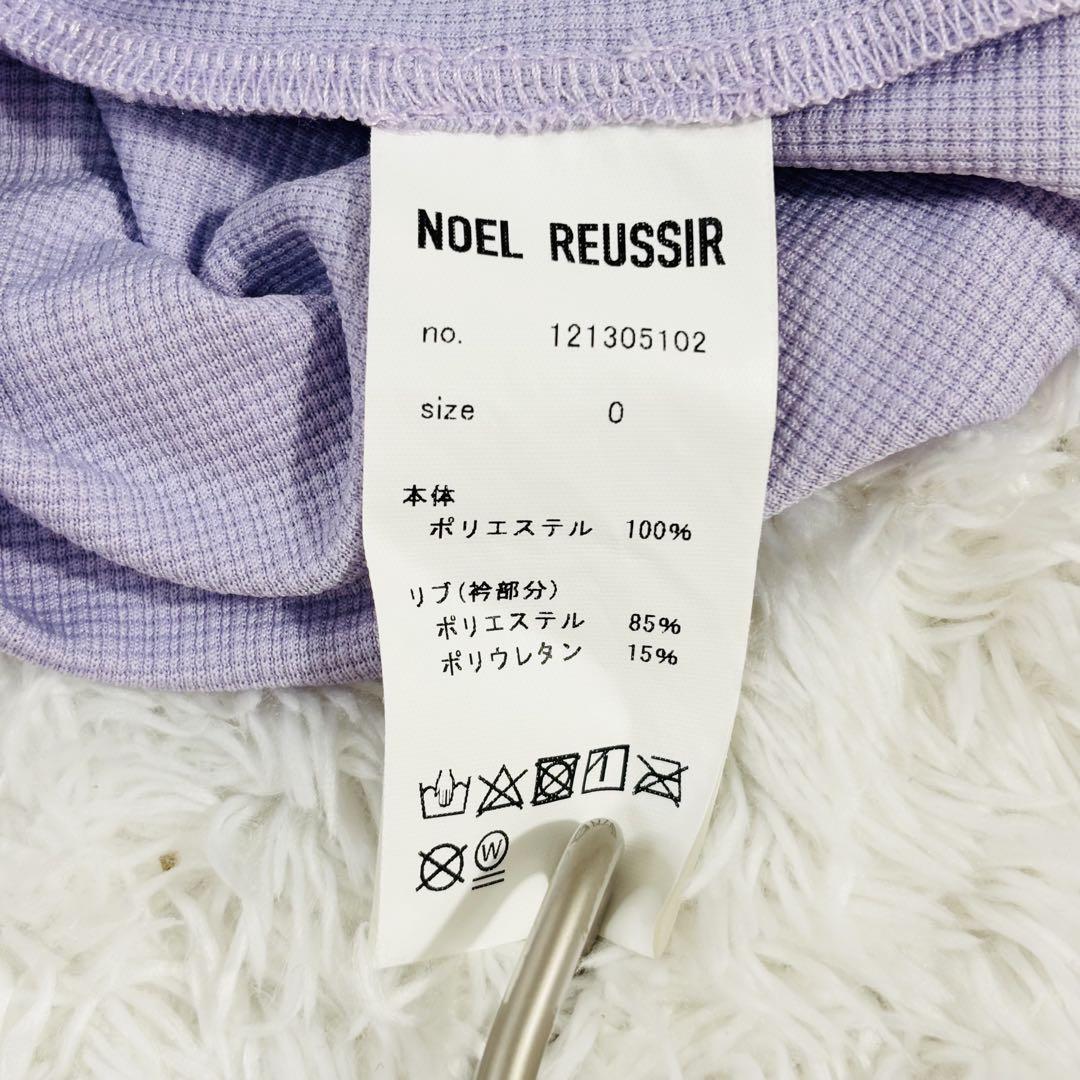 NOEL REUSSIR
no. 121305102
size 0
本体
ポリエステル 100%
リブ(衿部分)
ポリエステル 85%
ポリウレタン 15%
W